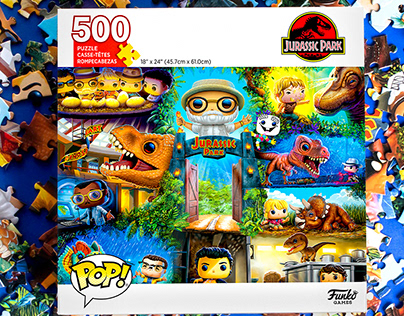 500
PUZZLE
CASSE-TÊTES
ROMPECABEZAS
18" x 24" (45.7cm x 61.0cm)
JURASSIC PARK
JURASSIC
PARK
POP!
Funko
GAMES